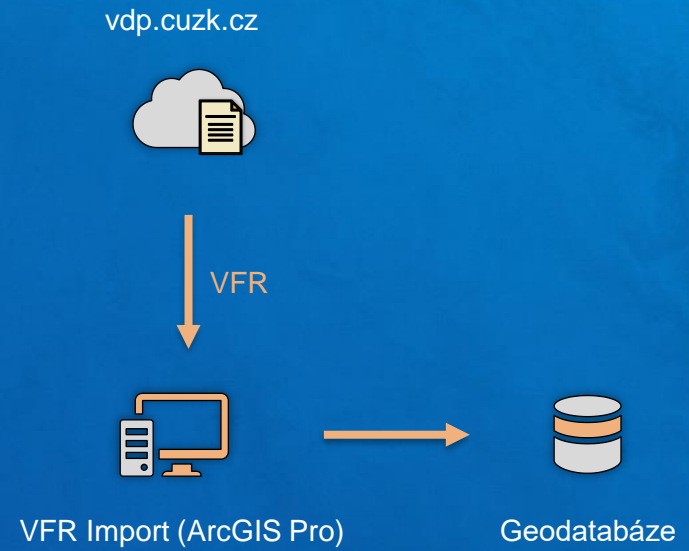 vdp.cuzk.cz
VFR
VFR Import (ArcGIS Pro)
Geodatabáze